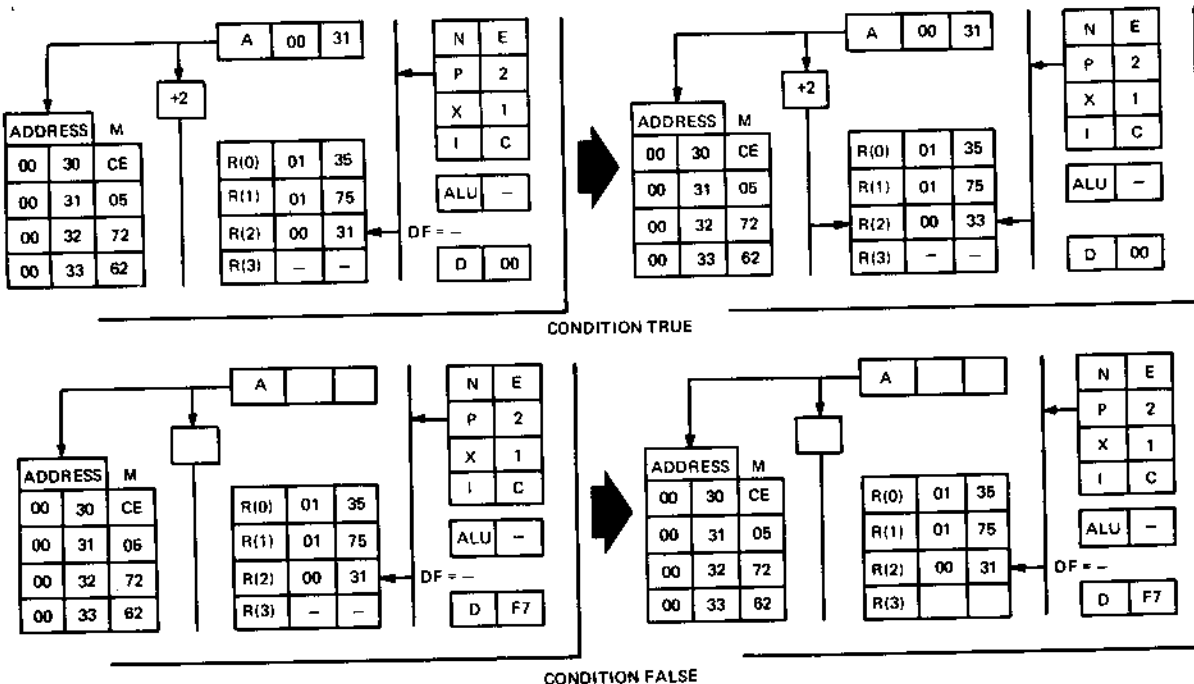 A 00 31
N E
P 2
X 1
I C
+2
ADDRESS M
00 30 CE
00 31 05
00 32 72
00 33 62
R(0) 01 35
R(1) 01 75
R(2) 00 31
R(3) – –
ALU –
DF = –
D 00
A 00 31
N E
P 2
X 1
I C
+2
ADDRESS M
00 30 CE
00 31 05
00 32 72
00 33 62
R(0) 01 35
R(1) 01 75
R(2) 00 33
R(3) – –
ALU –
D 00
CONDITION TRUE
A
N E
P 2
X 1
I C
ADDRESS M
00 30 CE
00 31 05
00 32 72
00 33 62
R(0) 01 35
R(1) 01 75
R(2) 00 31
R(3) – –
ALU –
DF = –
D F7
A
N E
P 2
X 1
I C
ADDRESS M
00 30 CE
00 31 05
00 32 72
00 33 62
R(0) 01 35
R(1) 01 75
R(2) 00 31
R(3)
ALU –
DF = –
D F7
CONDITION FALSE